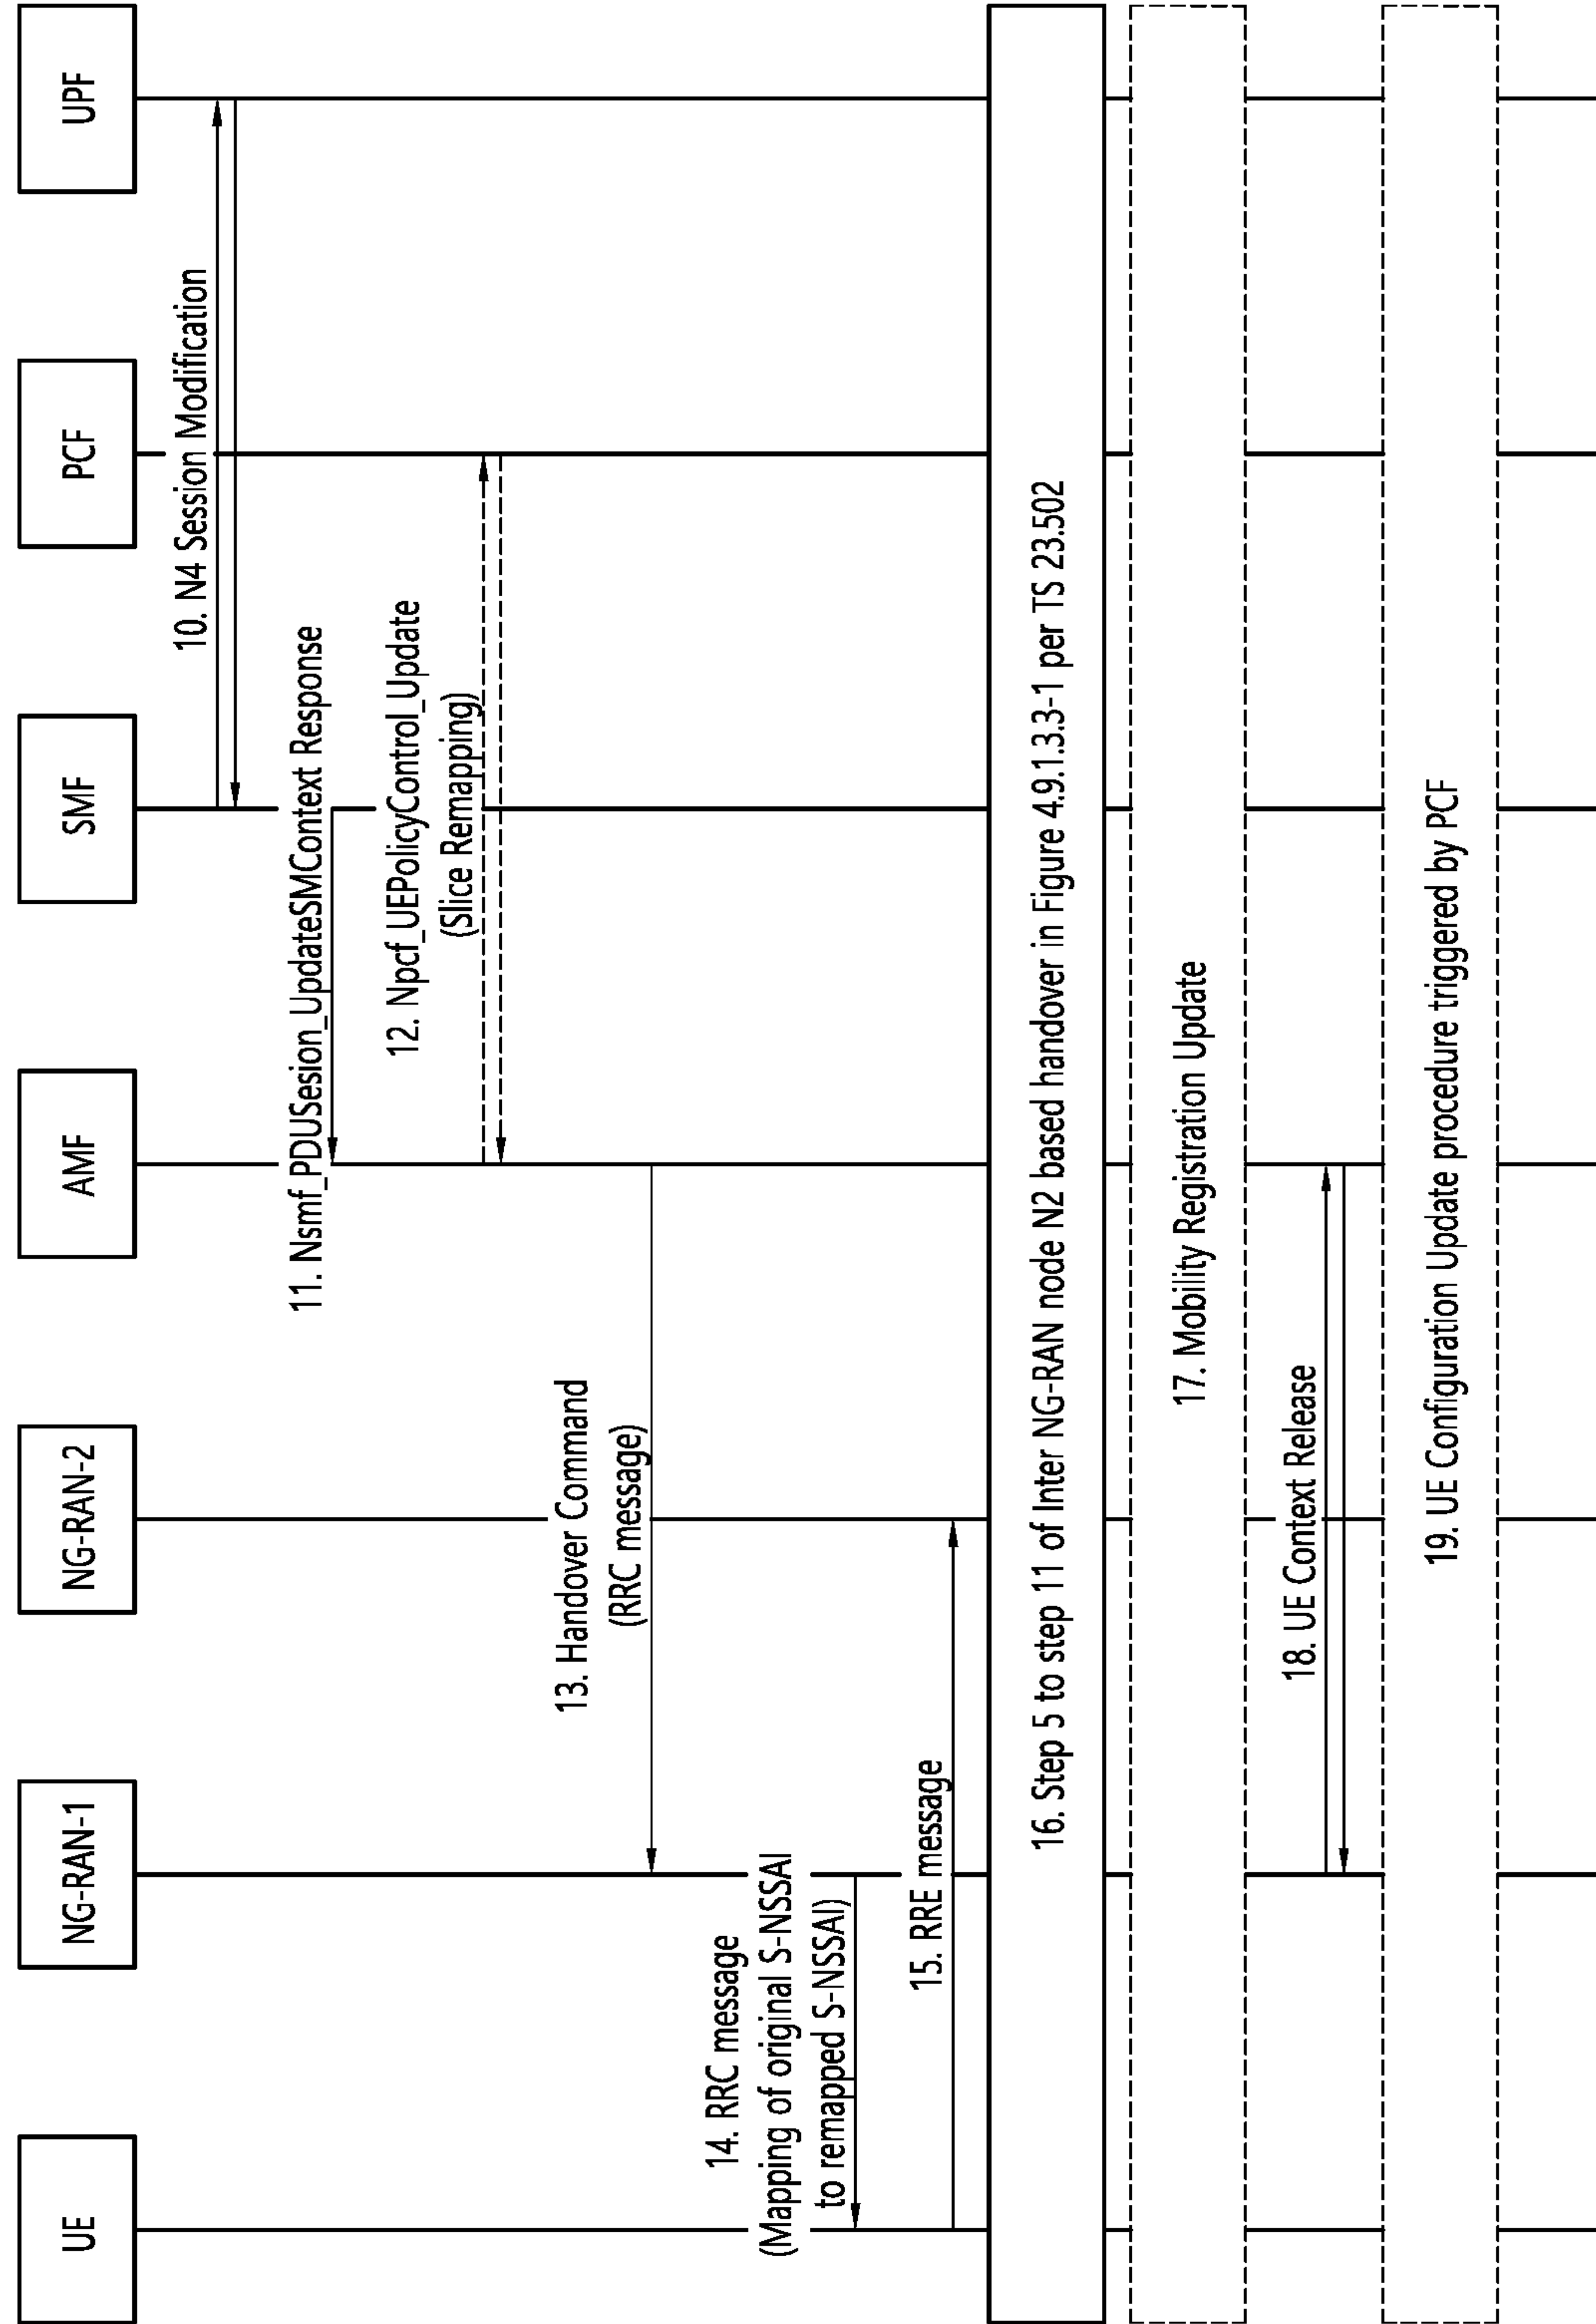 UE
NG-RAN-1
NG-RAN-2
AMF
SMF
PCF
UPF
10. N4 Session Modification
11. Nsmf_PDUSesion_UpdateSMContext Response
12. Npcf_UEPolicyControl_Update
(Slice Remapping)
13. Handover Command
(RRC message)
14. RRC message
(Mapping of original S-NSSAI
to remapped S-NSSAI)
15. RRE message
16. Step 5 to step 11 of Inter NG-RAN node N2 based handover in Figure 4.9.1.3.3-1 per TS 23.502
17. Mobility Registration Update
18. UE Context Release
19. UE Configuration Update procedure triggered by PCF